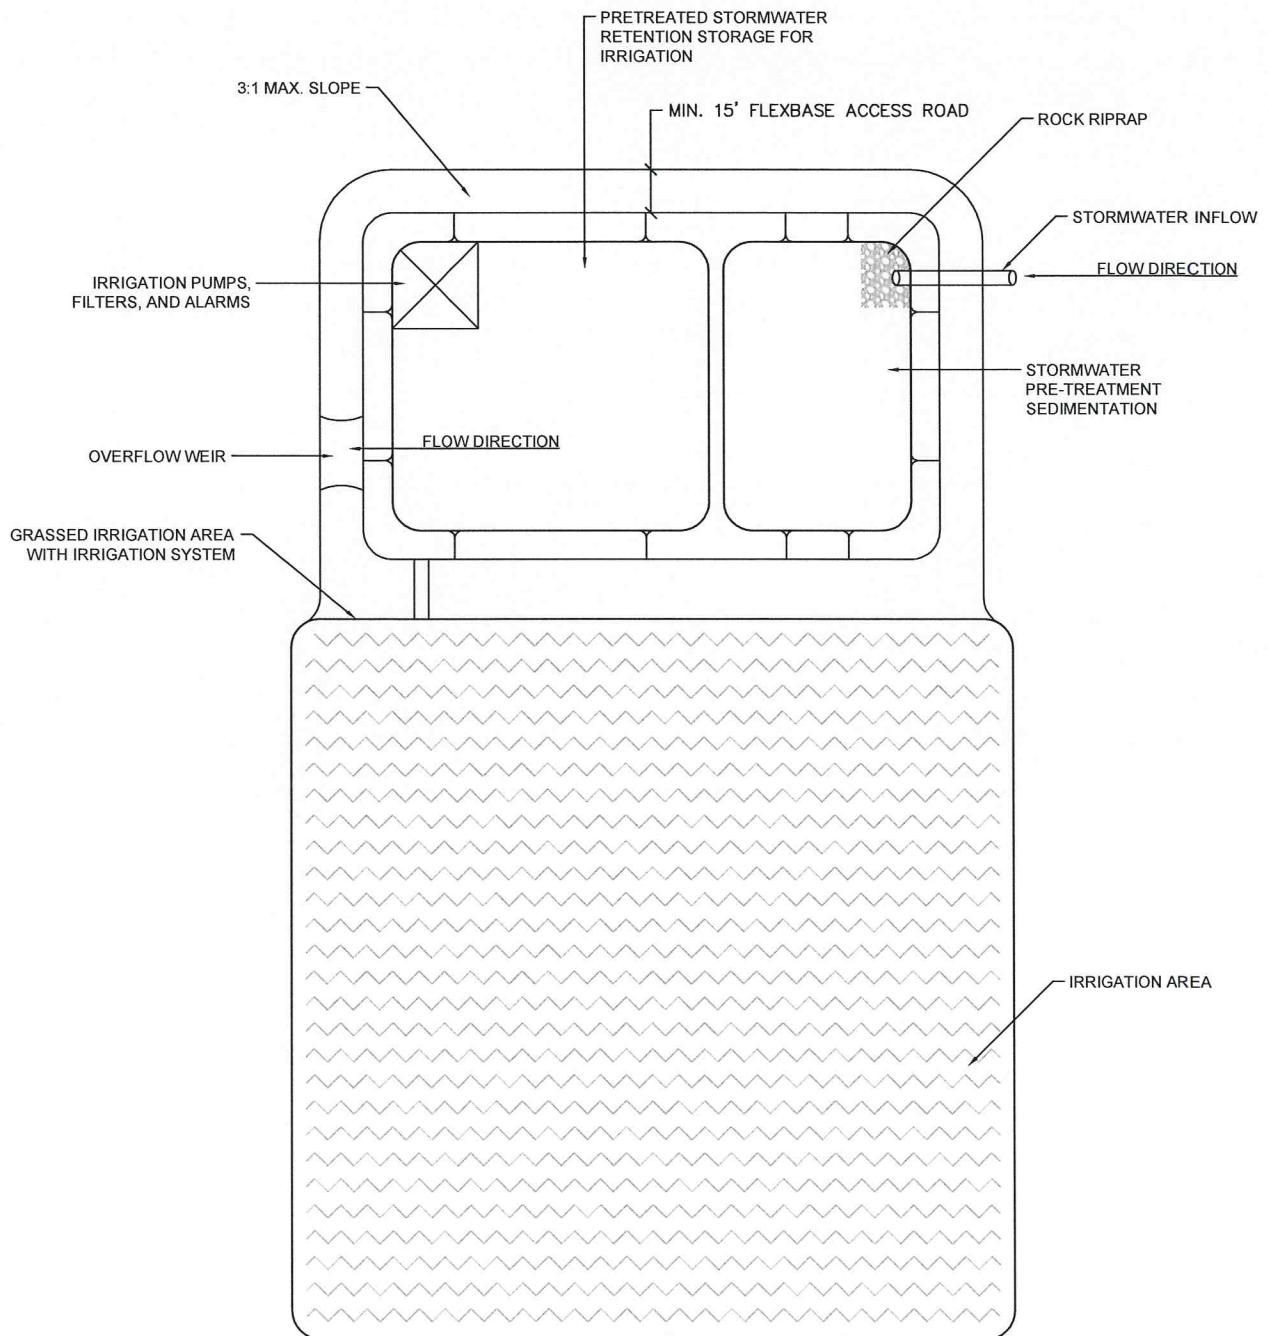 PRETREATED STORMWATER
RETENTION STORAGE FOR
IRRIGATION
3:1 MAX. SLOPE
MIN. 15' FLEXBASE ACCESS ROAD
ROCK RIPRAP
STORMWATER INFLOW
FLOW DIRECTION
IRRIGATION PUMPS,
FILTERS, AND ALARMS
STORMWATER
PRE-TREATMENT
SEDIMENTATION
FLOW DIRECTION
OVERFLOW WEIR
GRASSED IRRIGATION AREA
WITH IRRIGATION SYSTEM
IRRIGATION AREA